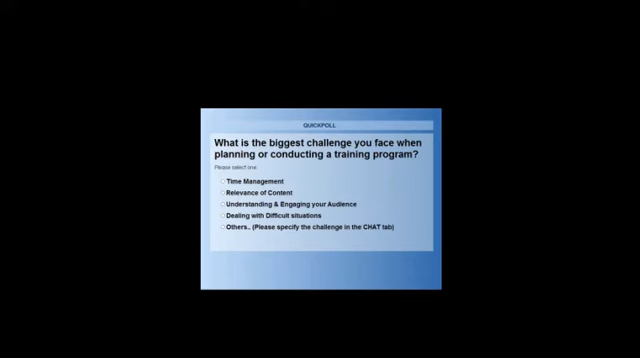 QUICKPOLL
What is the biggest challenge you face when
planning or conducting a training program?
Please select one:
Time Management
Relevance of Content
Understanding & Engaging your Audience
Dealing with Difficult situations
Others.. (Please specify the challenge in the CHAT tab)